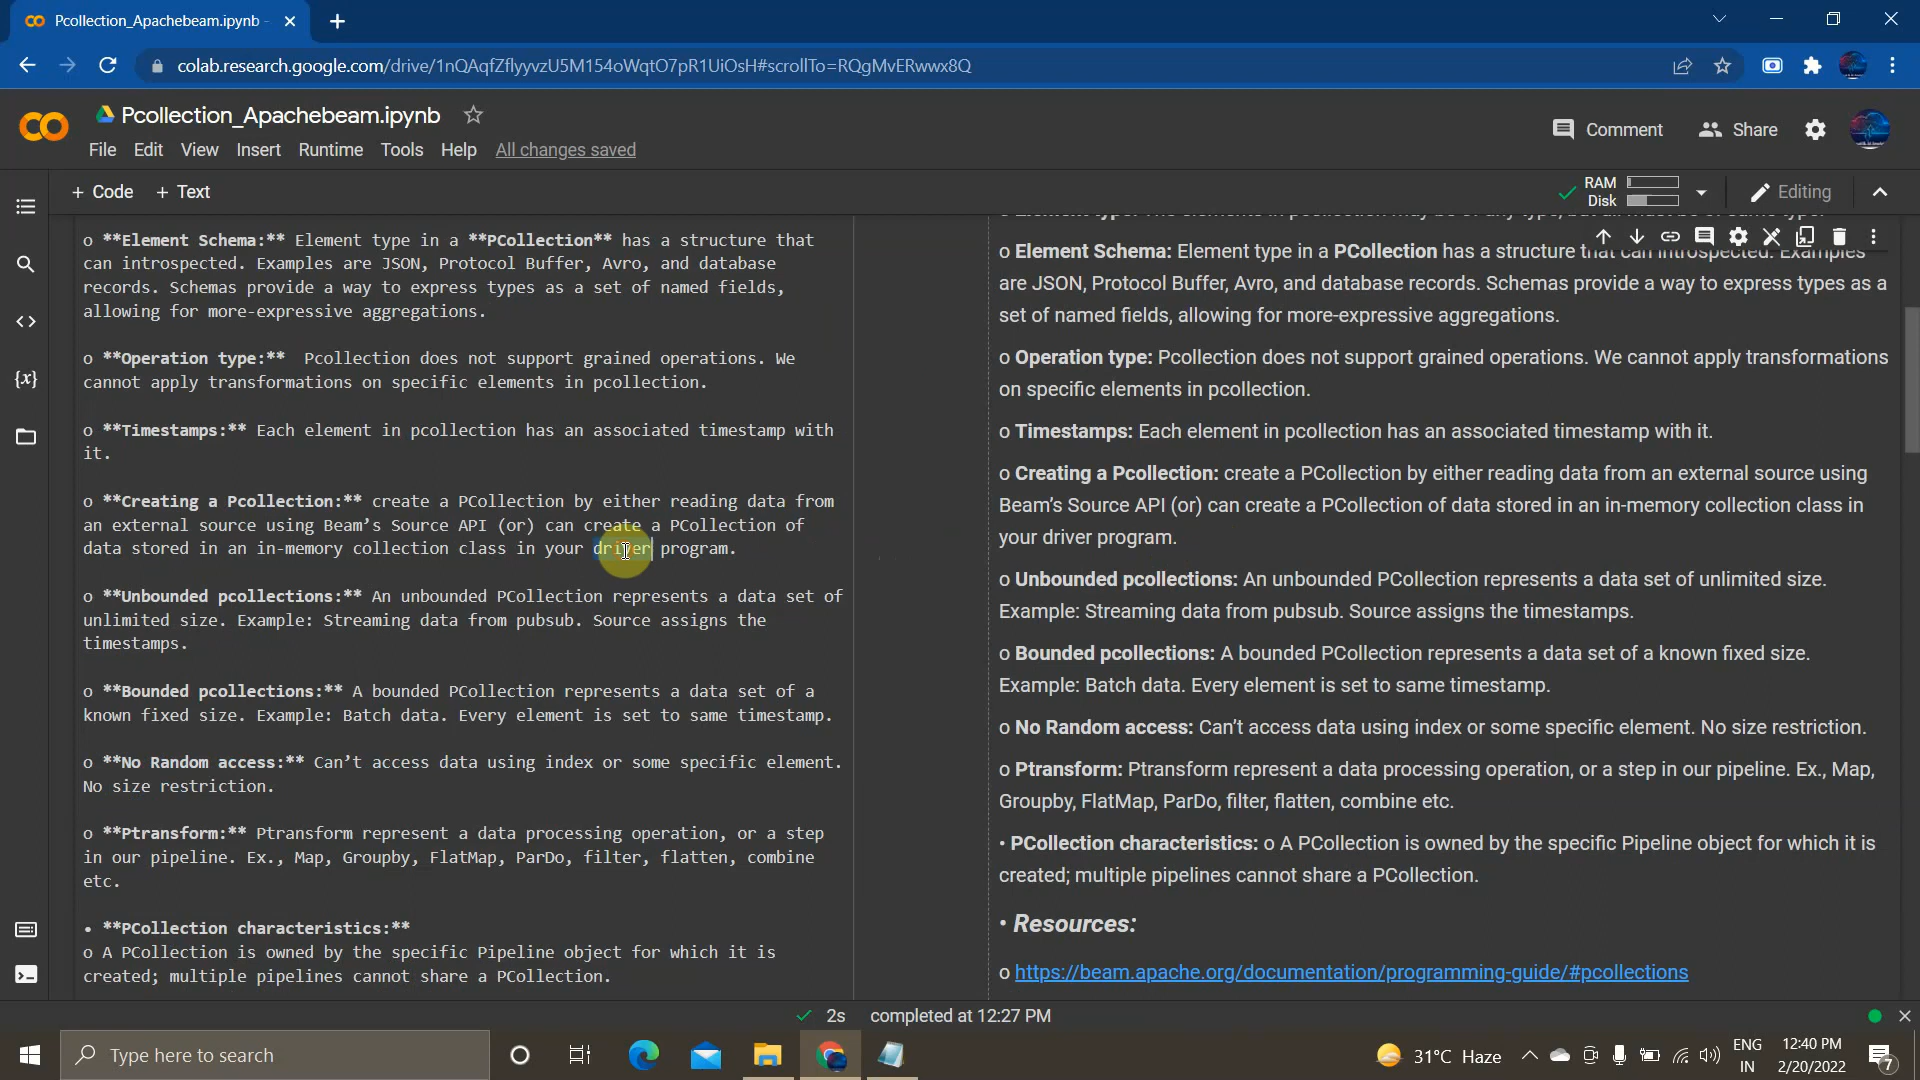 Pcollection_Apachebeam.ipynb -
colab.research.google.com/drive/1nQAqfZflyyvzU5M154oWqtO7pR1UiOsH#scrollTo=RQgMvERwwx8Q
Pcollection_Apachebeam.ipynb
Comment
Share
File Edit View Insert Runtime Tools Help All changes saved
+ Code + Text
RAM
Disk
Editing
o **Element Schema:** Element type in a **PCollection** has a structure that
can introspected. Examples are JSON, Protocol Buffer, Avro, and database
records. Schemas provide a way to express types as a set of named fields,
allowing for more-expressive aggregations.
o **Operation type:**  Pcollection does not support grained operations. We
cannot apply transformations on specific elements in pcollection.
o **Timestamps:** Each element in pcollection has an associated timestamp with
it.
o **Creating a Pcollection:** create a PCollection by either reading data from
an external source using Beam’s Source API (or) can create a PCollection of
data stored in an in-memory collection class in your driver program.
o **Unbounded pcollections:** An unbounded PCollection represents a data set of
unlimited size. Example: Streaming data from pubsub. Source assigns the
timestamps.
o **Bounded pcollections:** A bounded PCollection represents a data set of a
known fixed size. Example: Batch data. Every element is set to same timestamp.
o **No Random access:** Can’t access data using index or some specific element.
No size restriction.
o **Ptransform:** Ptransform represent a data processing operation, or a step
in our pipeline. Ex., Map, Groupby, FlatMap, ParDo, filter, flatten, combine
etc.
• **PCollection characteristics:**
o A PCollection is owned by the specific Pipeline object for which it is
created; multiple pipelines cannot share a PCollection.
o Element type: The elements in pcollection may be of any type, but all must be of same type.
o Element Schema: Element type in a PCollection has a structure that can introspected. Examples
are JSON, Protocol Buffer, Avro, and database records. Schemas provide a way to express types as a
set of named fields, allowing for more-expressive aggregations.
o Operation type: Pcollection does not support grained operations. We cannot apply transformations
on specific elements in pcollection.
o Timestamps: Each element in pcollection has an associated timestamp with it.
o Creating a Pcollection: create a PCollection by either reading data from an external source using
Beam’s Source API (or) can create a PCollection of data stored in an in-memory collection class in
your driver program.
o Unbounded pcollections: An unbounded PCollection represents a data set of unlimited size.
Example: Streaming data from pubsub. Source assigns the timestamps.
o Bounded pcollections: A bounded PCollection represents a data set of a known fixed size.
Example: Batch data. Every element is set to same timestamp.
o No Random access: Can’t access data using index or some specific element. No size restriction.
o Ptransform: Ptransform represent a data processing operation, or a step in our pipeline. Ex., Map,
Groupby, FlatMap, ParDo, filter, flatten, combine etc.
• PCollection characteristics: o A PCollection is owned by the specific Pipeline object for which it is
created; multiple pipelines cannot share a PCollection.
• Resources:
o https://beam.apache.org/documentation/programming-guide/#pcollections
2s completed at 12:27 PM
Type here to search
31°C Haze
ENG
IN
12:40 PM
2/20/2022
7